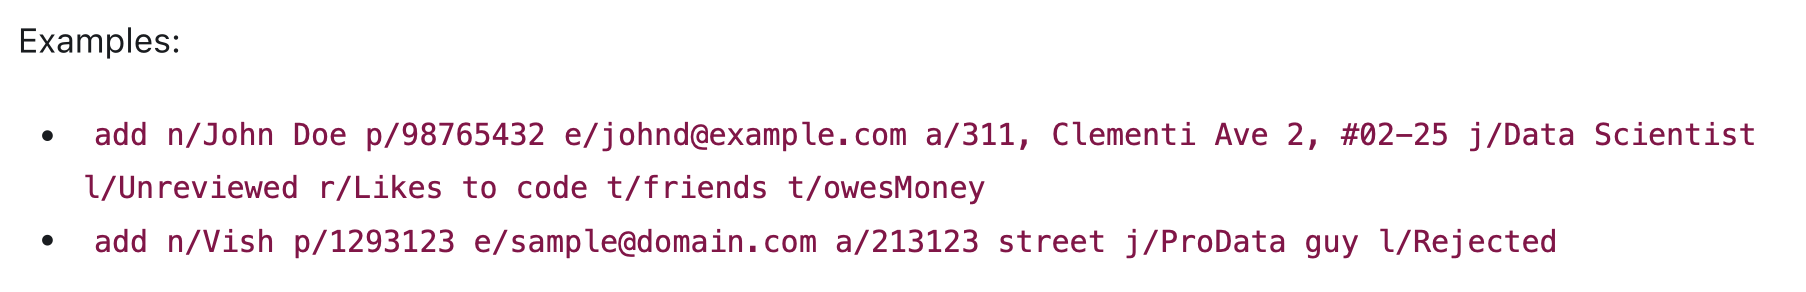 Examples:
• add n/John Doe p/98765432 e/johnd@example.com a/311, Clementi Ave 2, #02-25 j/Data Scientist
l/Unreviewed r/Likes to code t/friends t/owesMoney
• add n/Vish p/1293123 e/sample@domain.com a/213123 street j/ProData guy l/Rejected